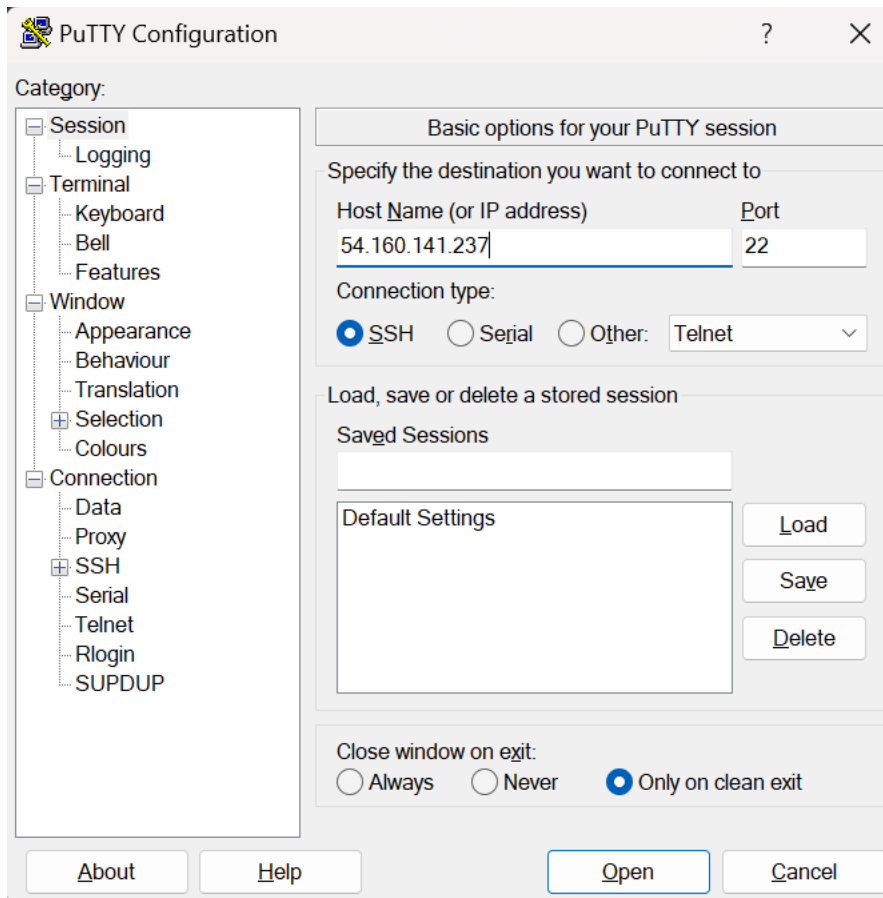 PuTTY Configuration
?
Category:
Session
Logging
Terminal
Keyboard
Bell
Features
Window
Appearance
Behaviour
Translation
Selection
Colours
Connection
Data
Proxy
SSH
Serial
Telnet
Rlogin
SUPDUP
Basic options for your PuTTY session
Specify the destination you want to connect to
Host Name (or IP address) Port
54.160.141.237 22
Connection type:
SSH Serial Other: Telnet
Load, save or delete a stored session
Saved Sessions
Default Settings
Load
Save
Delete
Close window on exit:
Always Never Only on clean exit
About Help Open Cancel